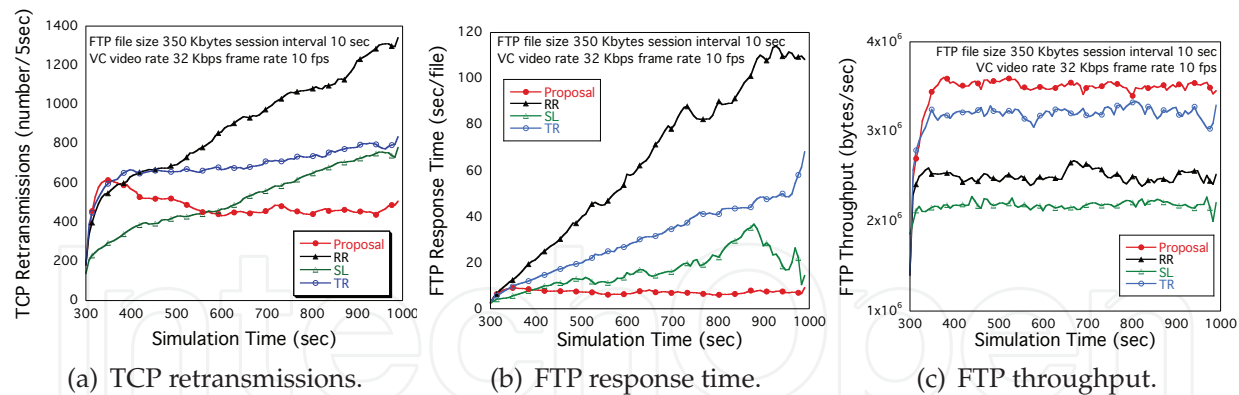 TCP Retransmissions (number/5sec)
1400
1200
1000
800
600
400
200
0
FTP file size 350 Kbytes session interval 10 sec
VC video rate 32 Kbps frame rate 10 fps
Proposal
RR
SL
TR
300 400 500 600 700 800 900 1000
Simulation Time (sec)
(a) TCP retransmissions.
FTP Response Time (sec/file)
120
100
80
60
40
20
0
FTP file size 350 Kbytes session interval 10 sec
VC video rate 32 Kbps frame rate 10 fps
Proposal
RR
SL
TR
300 400 500 600 700 800 900 1000
Simulation Time (sec)
(b) FTP response time.
FTP Throughput (bytes/sec)
4x10⁶
3x10⁶
2x10⁶
1x10⁶
FTP file size 350 Kbytes session interval 10 sec
VC video rate 32 Kbps frame rate 10 fps
Proposal
RR
SL
TR
300 400 500 600 700 800 900 1000
Simulation Time (sec)
(c) FTP throughput.
IntechOpen